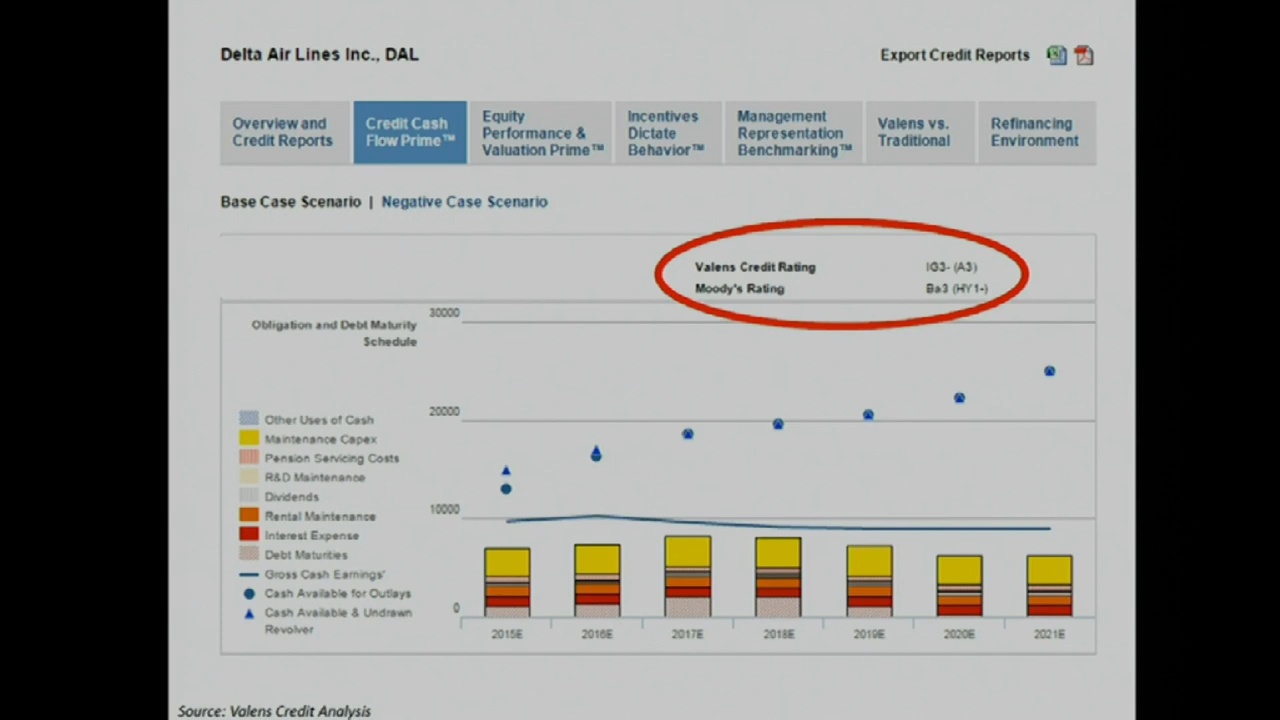 Delta Air Lines Inc., DAL
Export Credit Reports
Overview and
Credit Reports
Credit Cash
Flow Prime™
Equity
Performance &
Valuation Prime™
Incentives
Dictate
Behavior™
Management
Representation
Benchmarking™
Valens vs.
Traditional
Refinancing
Environment
Base Case Scenario | Negative Case Scenario
Valens Credit Rating IG3- (A3)
Moody's Rating Ba3 (HY1-)
Obligation and Debt Maturity
Schedule
30000
20000
10000
0
Other Uses of Cash
Maintenance Capex
Pension Servicing Costs
R&D Maintenance
Dividends
Rental Maintenance
Interest Expense
Debt Maturities
Gross Cash Earnings'
Cash Available for Outlays
Cash Available & Undrawn
Revolver
2015E 2016E 2017E 2018E 2019E 2020E 2021E
Source: Valens Credit Analysis